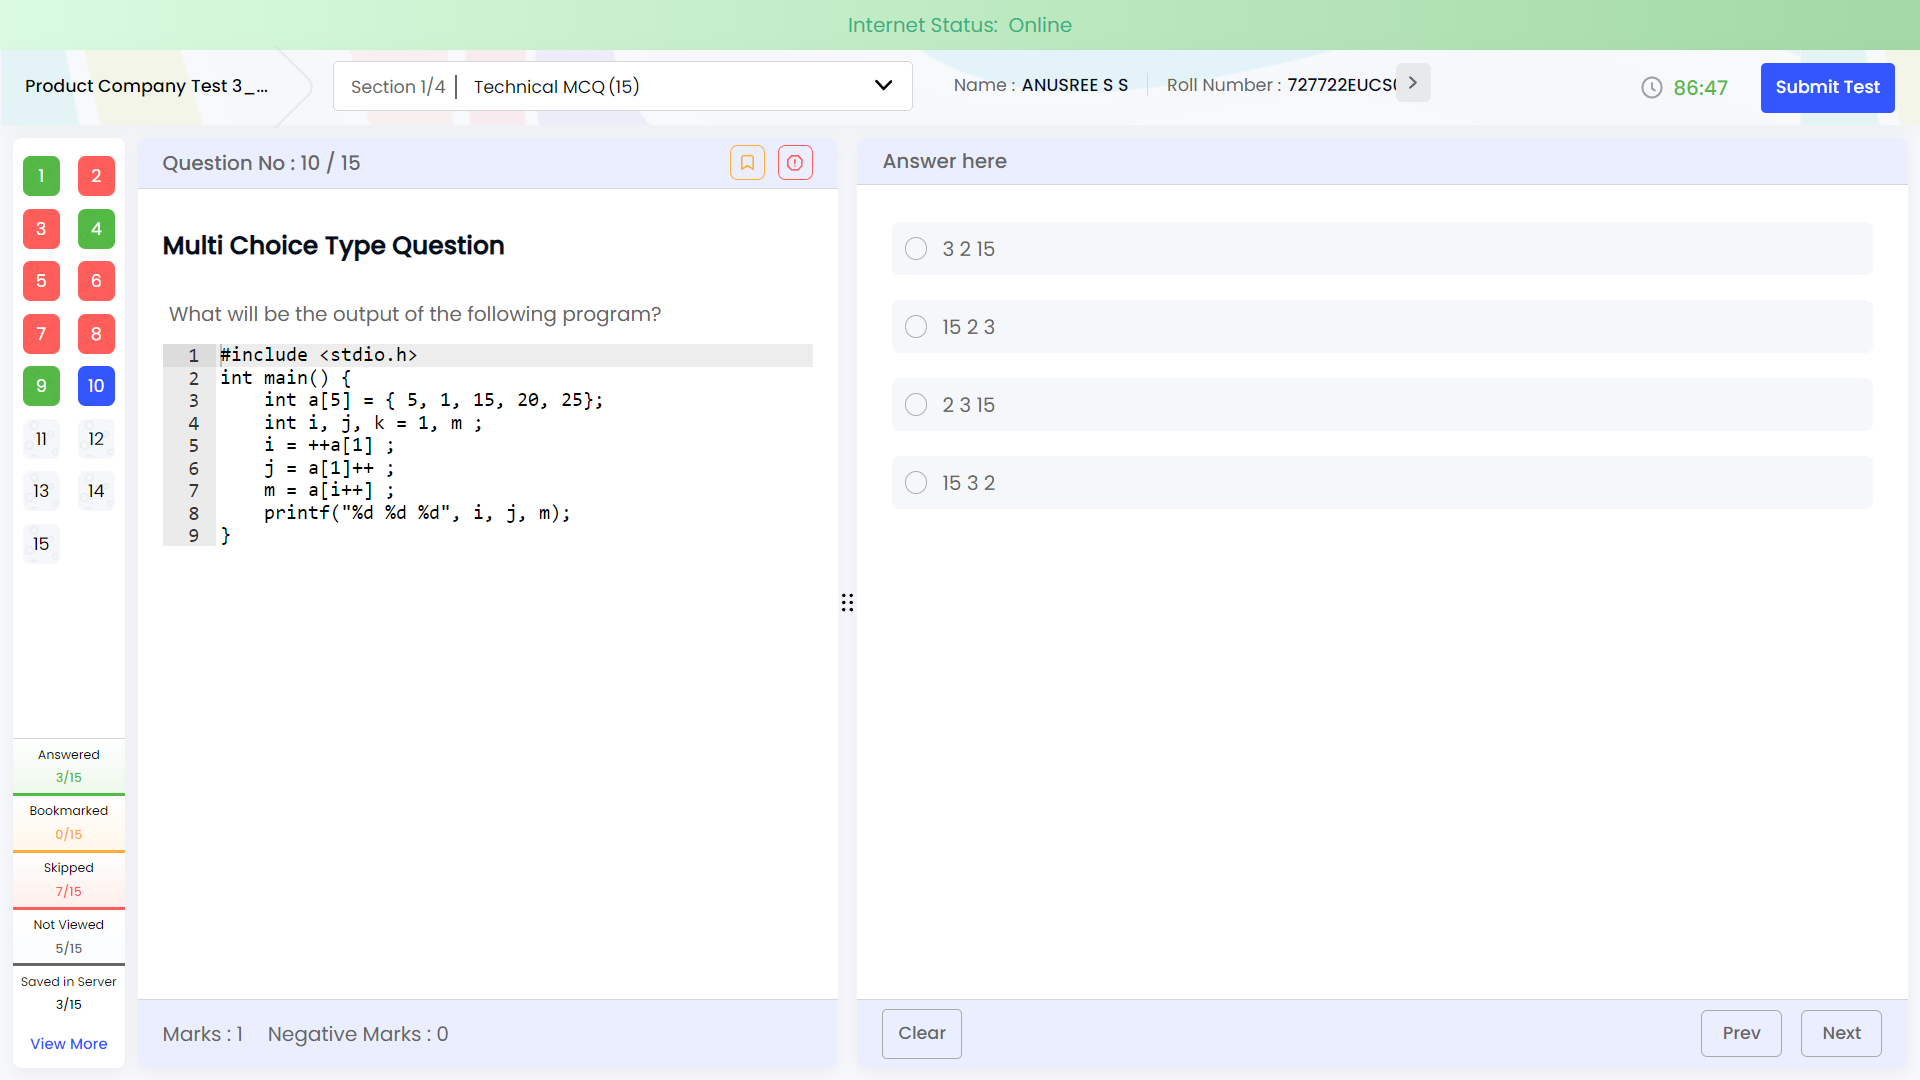 Internet Status: Online
Product Company Test 3_...
Section 1/4 | Technical MCQ (15)
Name : ANUSREE S S
Roll Number : 727722EUCS
86:47
Submit Test
1 2
3 4
5 6
7 8
9 10
11 12
13 14
15
Answered
3/15
Bookmarked
0/15
Skipped
7/15
Not Viewed
5/15
Saved in Server
3/15
View More
Question No : 10 / 15
Multi Choice Type Question
What will be the output of the following program?
1 #include <stdio.h>
2 int main() {
3     int a[5] = { 5, 1, 15, 20, 25};
4     int i, j, k = 1, m ;
5     i = ++a[1] ;
6     j = a[1]++ ;
7     m = a[i++] ;
8     printf("%d %d %d", i, j, m);
9 }
Marks : 1 Negative Marks : 0
Answer here
3 2 15
15 2 3
2 3 15
15 3 2
Clear
Prev
Next